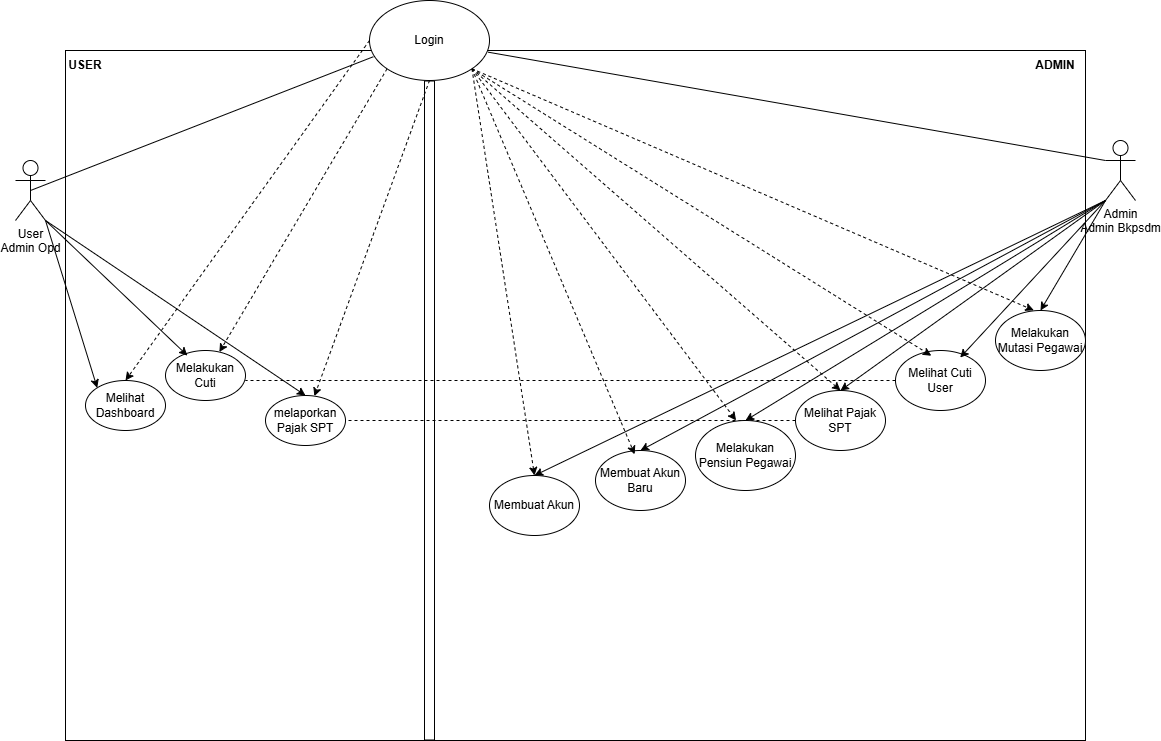 Login
USER
ADMIN
User
Admin Opd
Admin
Admin Bkpsdm
Melakukan
Mutasi Pegawai
Melakukan
Cuti
Melihat Cuti
User
Melihat
Dashboard
melaporkan
Pajak SPT
Melihat Pajak
SPT
Melakukan
Pensiun Pegawai
Membuat Akun
Baru
Membuat Akun